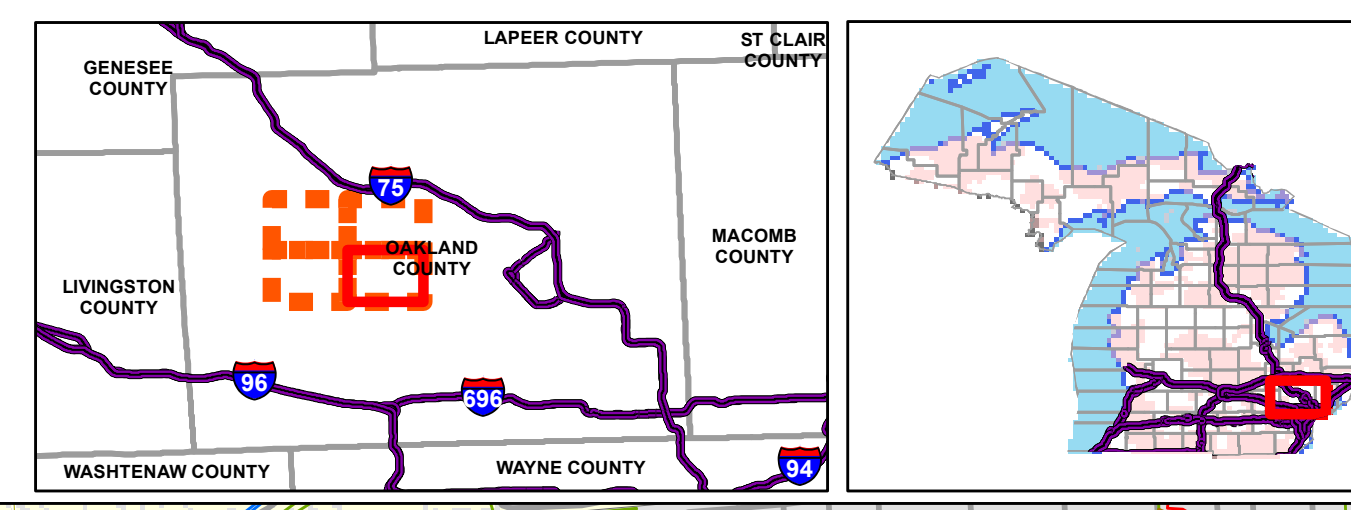 LAPEER COUNTY
ST CLAIR
COUNTY
GENESEE
COUNTY
75
OAKLAND
COUNTY
MACOMB
COUNTY
LIVINGSTON
COUNTY
96
696
WASHTENAW COUNTY
WAYNE COUNTY
94